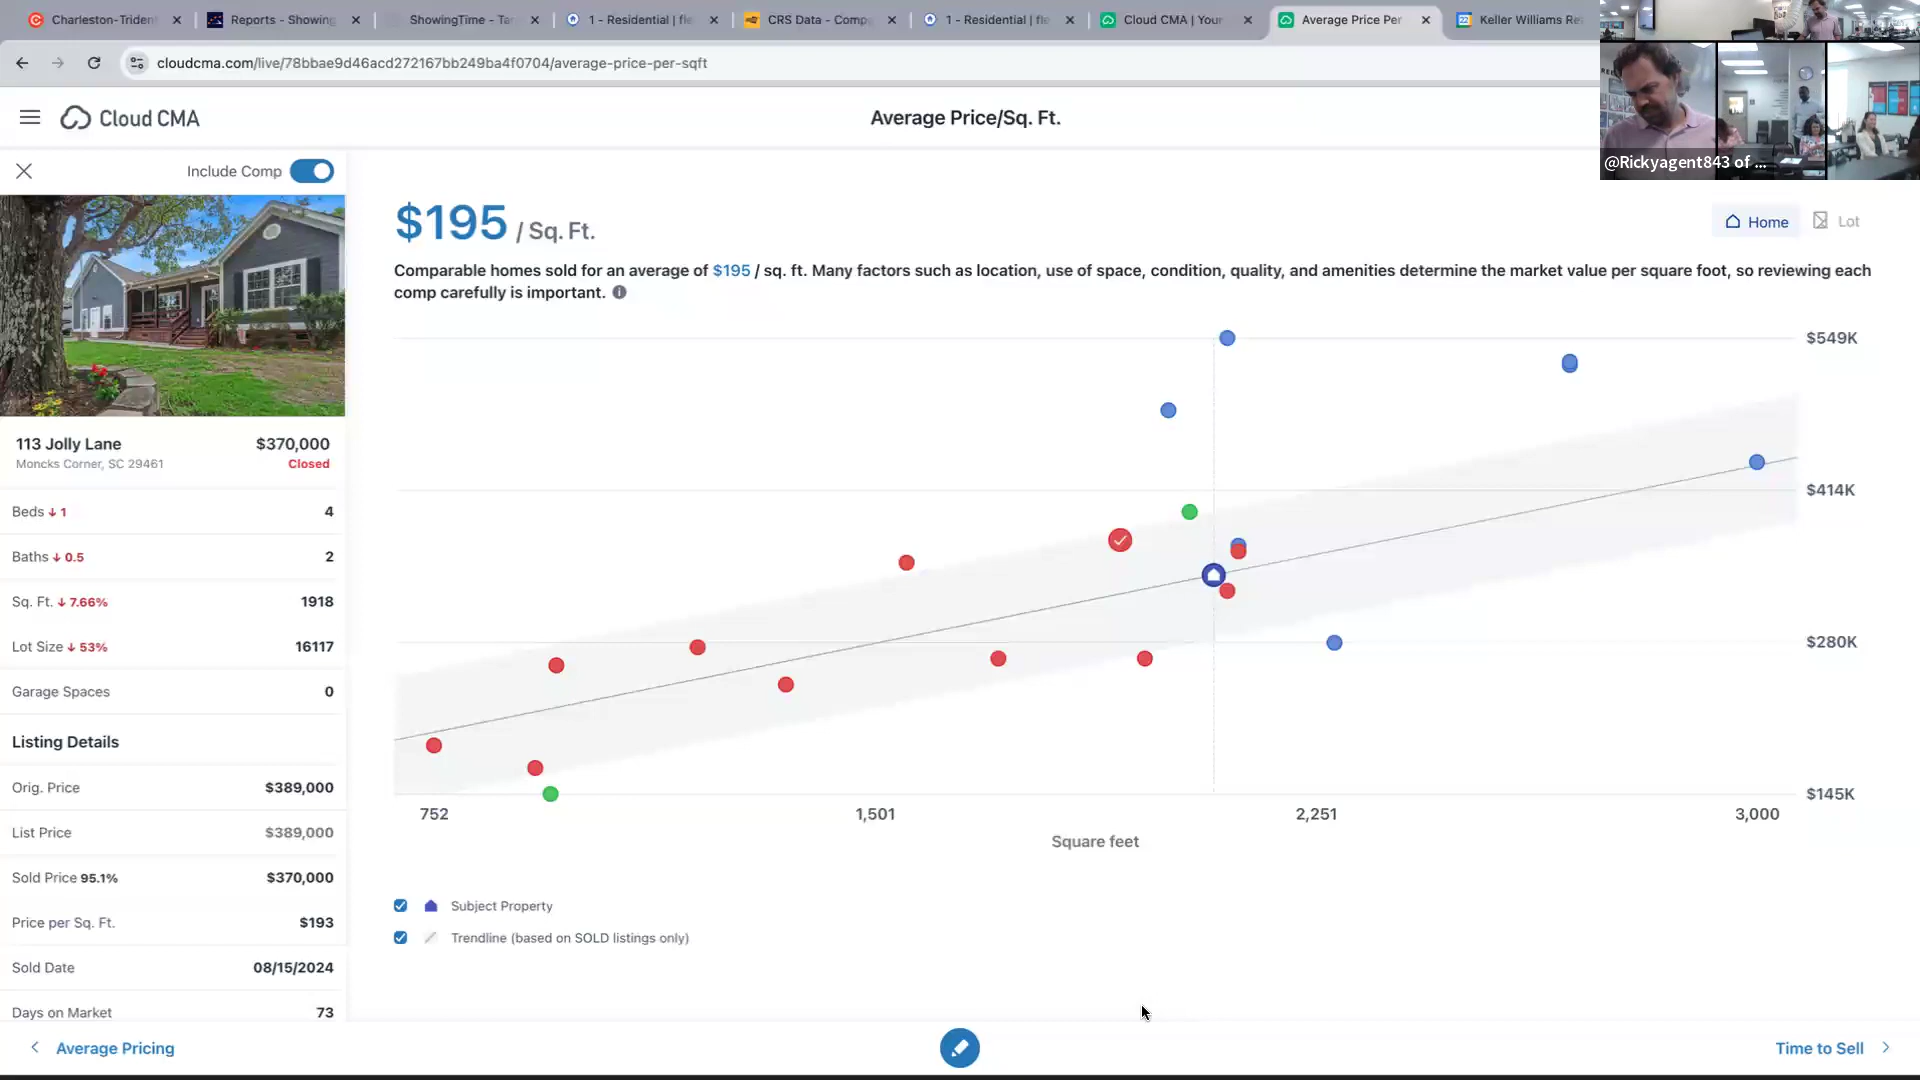 Charleston-Trident
Reports - Showing
ShowingTime - Ta
1 - Residential | fle
CRS Data - Comp
1 - Residential | fle
Cloud CMA | Your
Average Price Per
Keller Williams Re
cloudcma.com/live/78bbae9d46acd272167bb249ba4f0704/average-price-per-sqft
Cloud CMA
Average Price/Sq. Ft.
@Rickyagent843 of ...
Include Comp
113 Jolly Lane
$370,000
Moncks Corner, SC 29461
Closed
Beds ↓ 1
4
Baths ↓ 0.5
2
Sq. Ft. ↓ 7.66%
1918
Lot Size ↓ 53%
16117
Garage Spaces
0
Listing Details
Orig. Price
$389,000
List Price
$389,000
Sold Price 95.1%
$370,000
Price per Sq. Ft.
$193
Sold Date
08/15/2024
Days on Market
73
$195 / Sq. Ft.
Home
Lot
Comparable homes sold for an average of $195 / sq. ft. Many factors such as location, use of space, condition, quality, and amenities determine the market value per square foot, so reviewing each
comp carefully is important.
$549K
$414K
$280K
$145K
752
1,501
2,251
3,000
Square feet
Subject Property
Trendline (based on SOLD listings only)
Average Pricing
Time to Sell